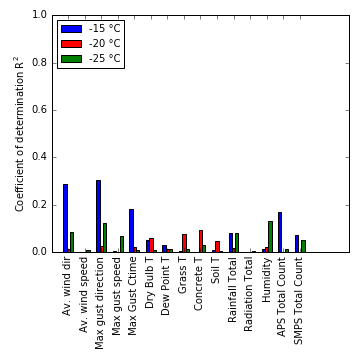 1.0
0.8
0.6
0.4
0.2
0.0
Coefficient of determination R²
-15 °C
-20 °C
-25 °C
Av. wind dir
Av. wind speed
Max gust direction
Max gust speed
Max Gust Ctime
Dry Bulb T
Dew Point T
Grass T
Concrete T
Soil T
Rainfall Total
Radiation Total
Humidity
APS Total Count
SMPS Total Count